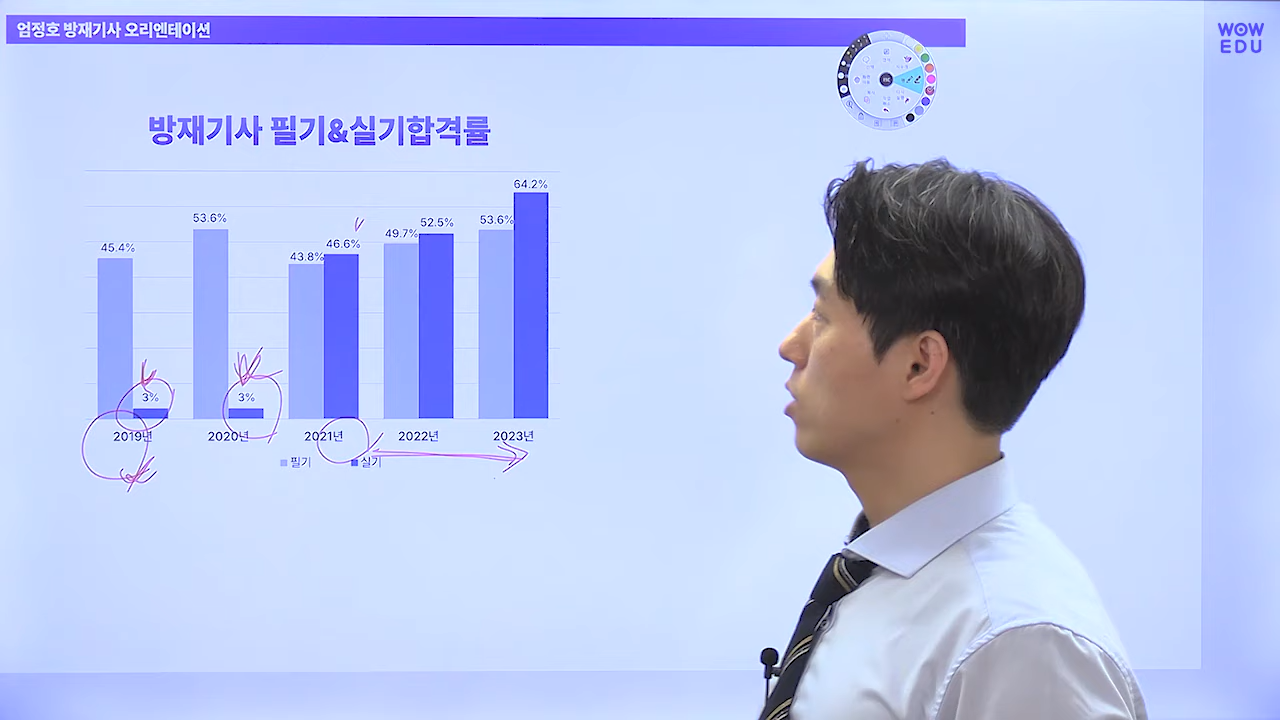 엄정호 방재기사 오리엔테이션
WOW
EDU
방재기사 필기&실기합격률
64.2%
53.6%
53.6%
52.5%
49.7%
46.6%
45.4%
43.8%
3%
3%
2019년
2020년
2021년
2022년
2023년
필기
실기